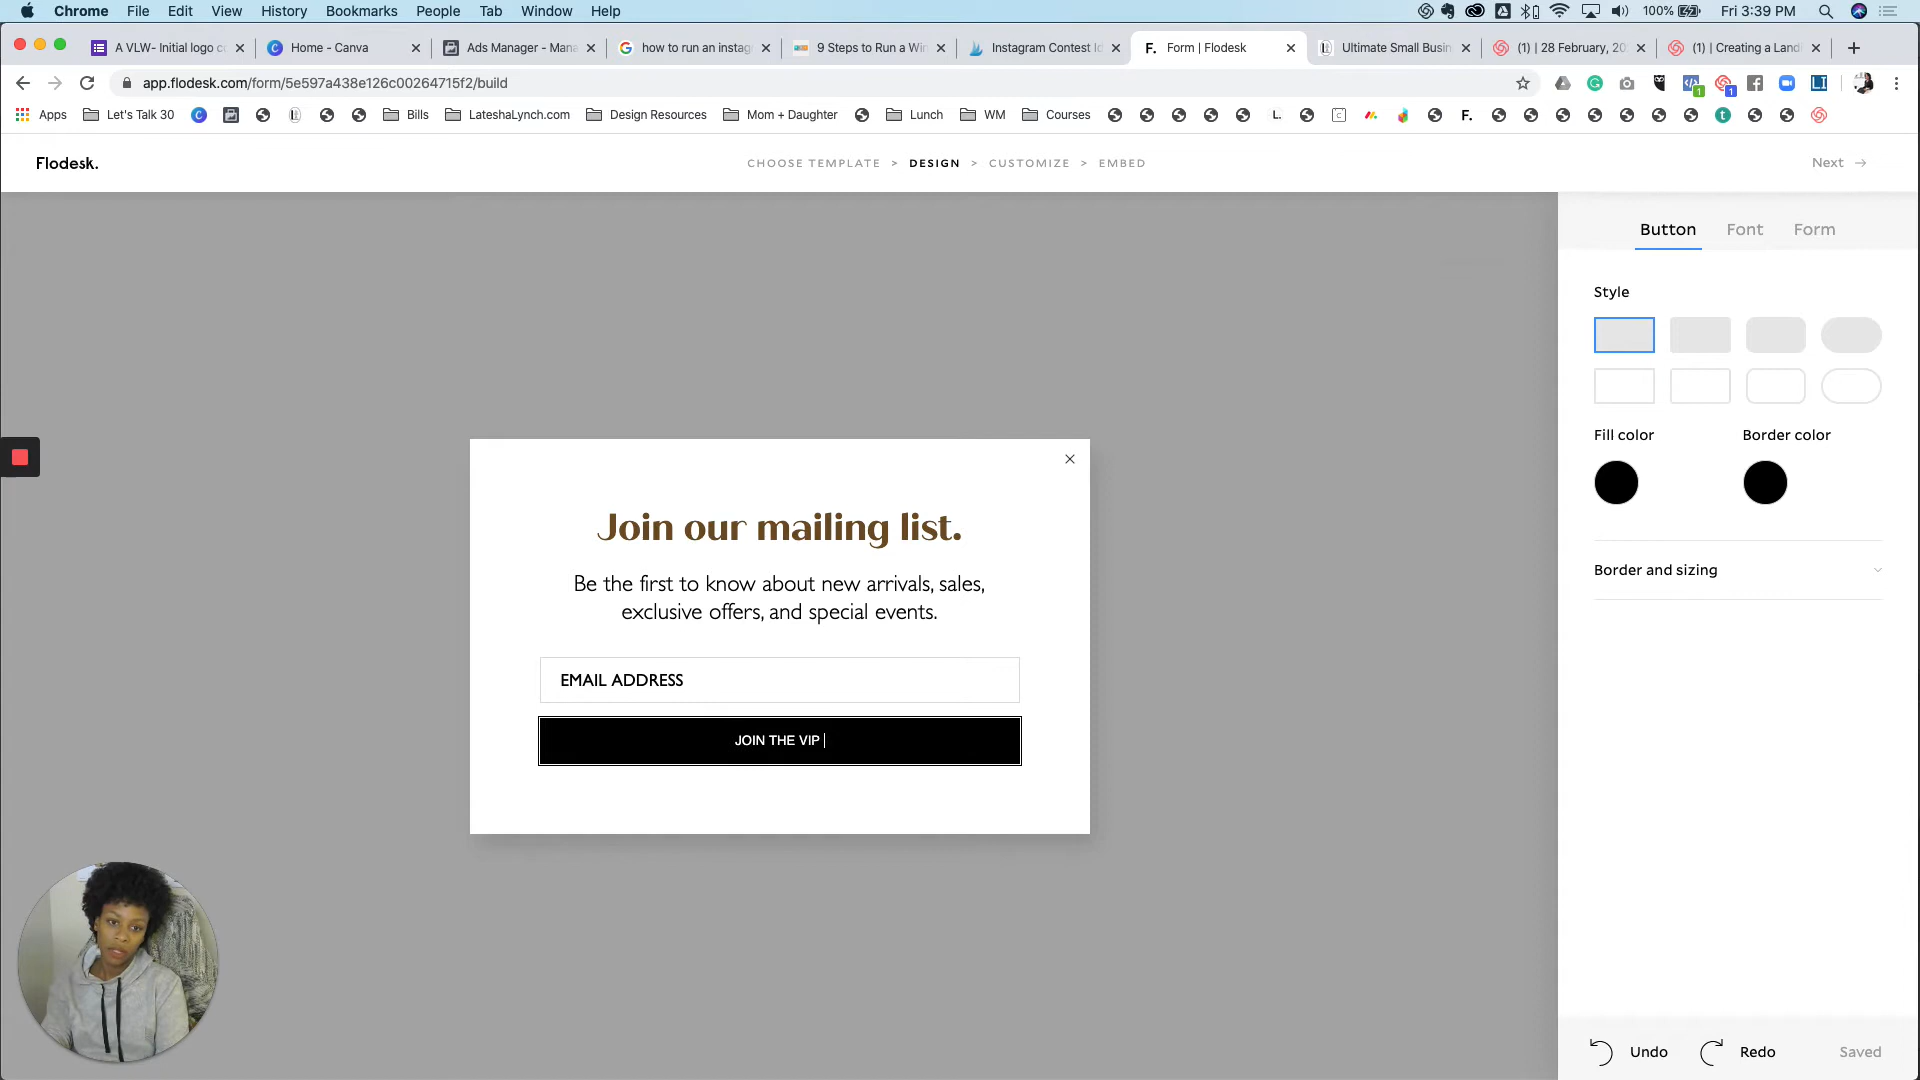 Chrome File Edit View History Bookmarks People Tab Window Help 100% Fri 3:39 PM
A VLW- Initial logo c Home - Canva Ads Manager - Mana how to run an instag 9 Steps to Run a Win Instagram Contest Id F. Form | Flodesk Ultimate Small Busin (1) | 28 February, 20 (1) | Creating a Land
app.flodesk.com/form/5e597a438e126c00264715f2/build
Apps Let's Talk 30 Bills LateshaLynch.com Design Resources Mom + Daughter Lunch WM Courses
Flodesk.
CHOOSE TEMPLATE > DESIGN > CUSTOMIZE > EMBED
Next →
Button Font Form
Style
Fill color Border color
Border and sizing
Join our mailing list.
Be the first to know about new arrivals, sales,
exclusive offers, and special events.
EMAIL ADDRESS
JOIN THE VIP
Undo Redo Saved